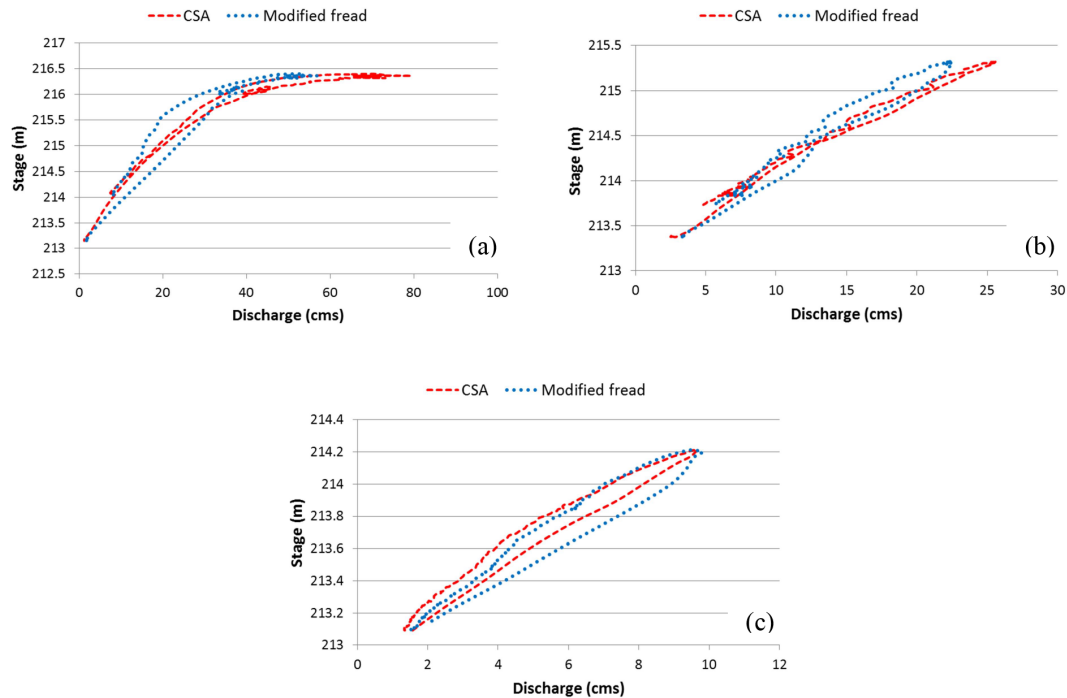 CSA Modified fread
217
216.5
216
215.5
215
214.5
214
213.5
213
212.5
Stage (m)
0 20 40 60 80 100
Discharge (cms)
(a)
CSA Modified fread
215.5
215
214.5
214
213.5
213
Stage (m)
0 5 10 15 20 25 30
Discharge (cms)
(b)
CSA Modified fread
214.4
214.2
214
213.8
213.6
213.4
213.2
213
Stage (m)
0 2 4 6 8 10 12
Discharge (cms)
(c)